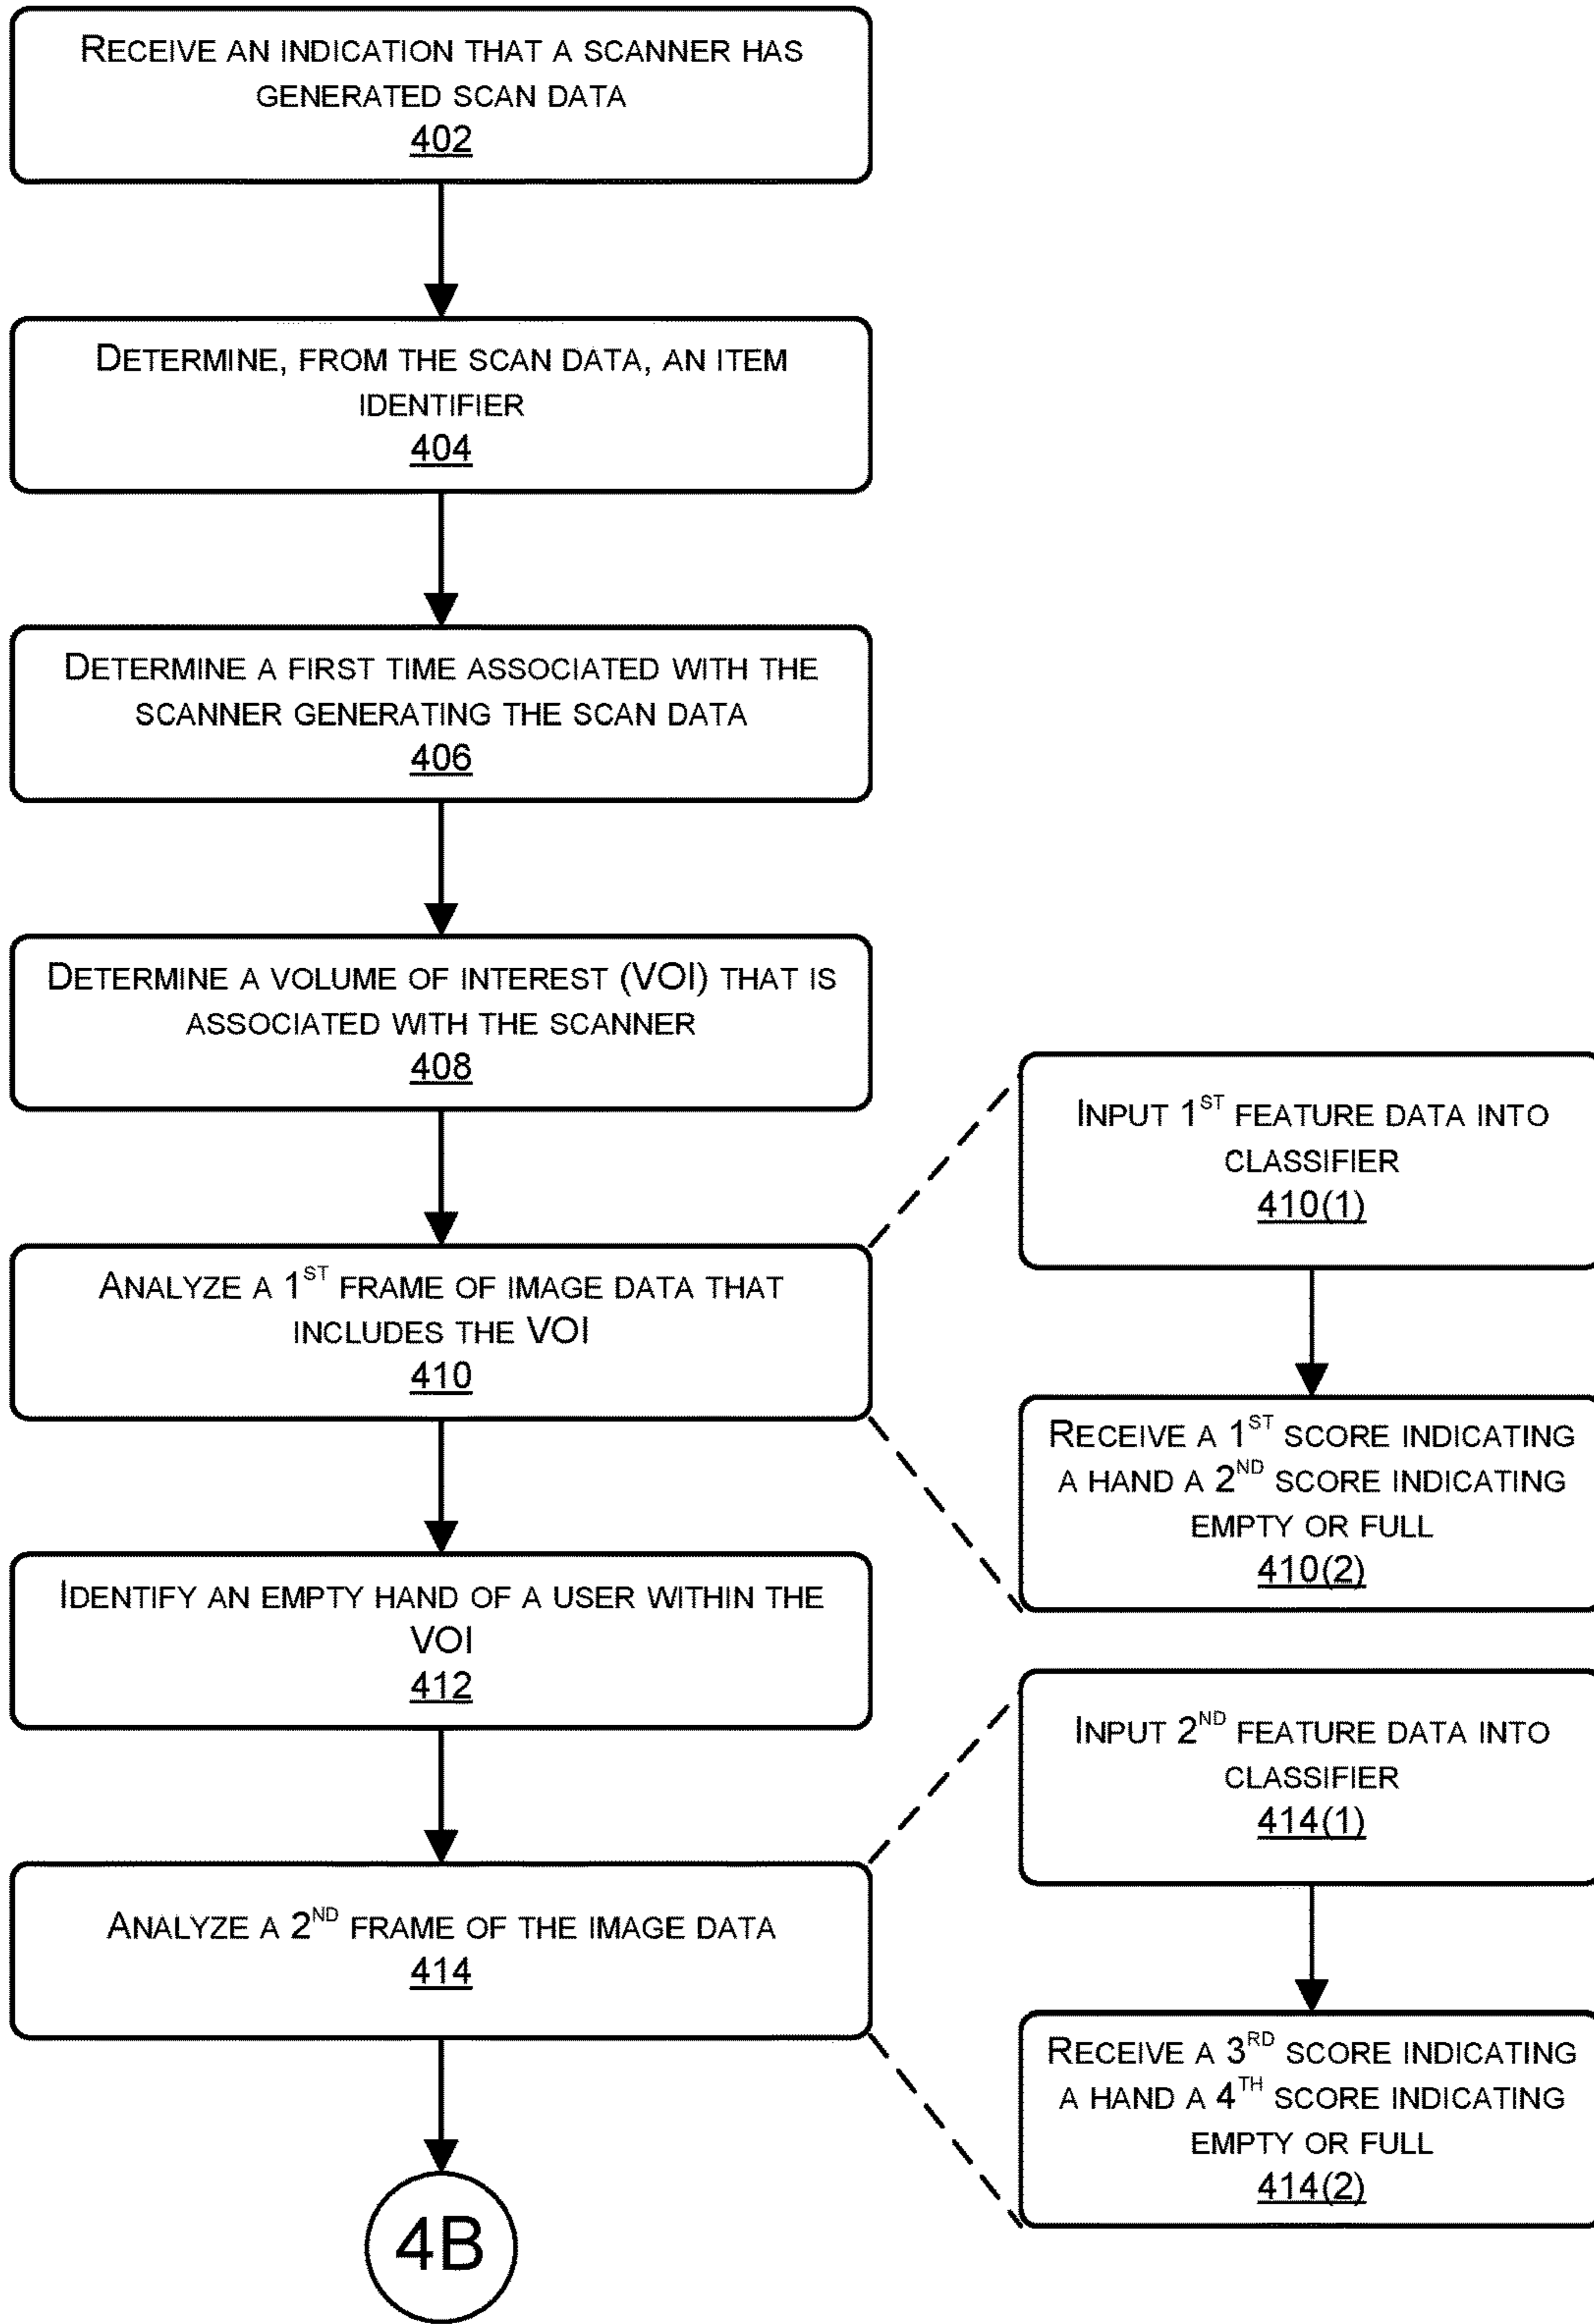 RECEIVE AN INDICATION THAT A SCANNER HAS
GENERATED SCAN DATA
402
DETERMINE, FROM THE SCAN DATA, AN ITEM
IDENTIFIER
404
DETERMINE A FIRST TIME ASSOCIATED WITH THE
SCANNER GENERATING THE SCAN DATA
406
DETERMINE A VOLUME OF INTEREST (VOI) THAT IS
ASSOCIATED WITH THE SCANNER
408
ANALYZE A 1ST FRAME OF IMAGE DATA THAT
INCLUDES THE VOI
410
INPUT 1ST FEATURE DATA INTO
CLASSIFIER
410(1)
RECEIVE A 1ST SCORE INDICATING
A HAND A 2ND SCORE INDICATING
EMPTY OR FULL
410(2)
IDENTIFY AN EMPTY HAND OF A USER WITHIN THE
VOI
412
ANALYZE A 2ND FRAME OF THE IMAGE DATA
414
INPUT 2ND FEATURE DATA INTO
CLASSIFIER
414(1)
RECEIVE A 3RD SCORE INDICATING
A HAND A 4TH SCORE INDICATING
EMPTY OR FULL
414(2)
4B